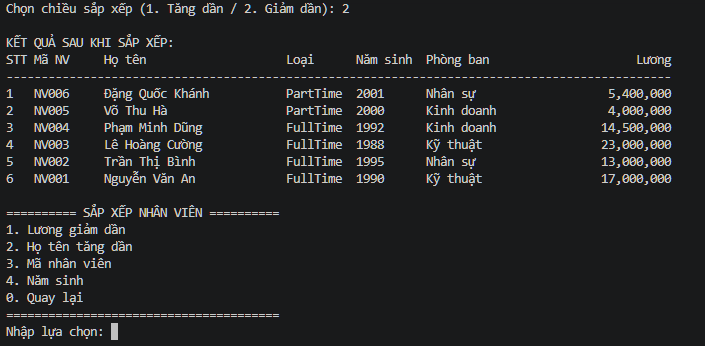 Chọn chiều sắp xếp (1. Tăng dần / 2. Giảm dần): 2
KẾT QUẢ SAU KHI SẮP XẾP:
STT Mã NV Họ tên Loại Năm sinh Phòng ban Lương
-----------------------------------------------------------------------------------------------
1 NV006 Đặng Quốc Khánh PartTime 2001 Nhân sự 5,400,000
2 NV005 Võ Thu Hà PartTime 2000 Kinh doanh 4,000,000
3 NV004 Phạm Minh Dũng FullTime 1992 Kinh doanh 14,500,000
4 NV003 Lê Hoàng Cường FullTime 1988 Kỹ thuật 23,000,000
5 NV002 Trần Thị Bình FullTime 1995 Nhân sự 13,000,000
6 NV001 Nguyễn Văn An FullTime 1990 Kỹ thuật 17,000,000
========== SẮP XẾP NHÂN VIÊN ==========
1. Lương giảm dần
2. Họ tên tăng dần
3. Mã nhân viên
4. Năm sinh
0. Quay lại
=======================================
Nhập lựa chọn: